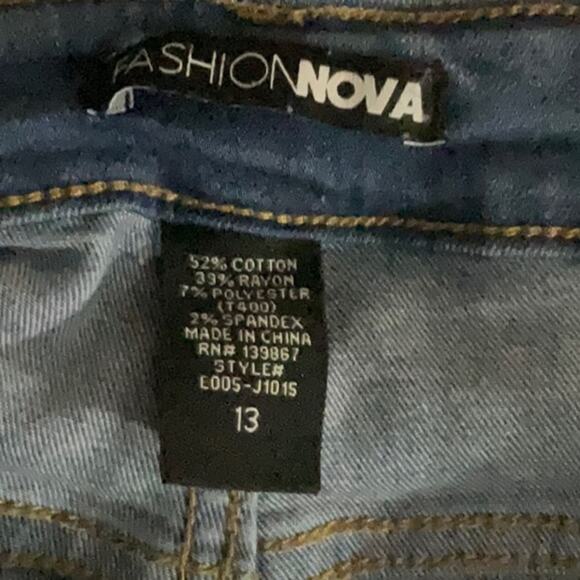 FASHIONNOVA
52% COTTON
39% RAYON
7% POLYESTER
(T400)
2% SPANDEX
MADE IN CHINA
RN# 139867
STYLE#
E005-J1015
13